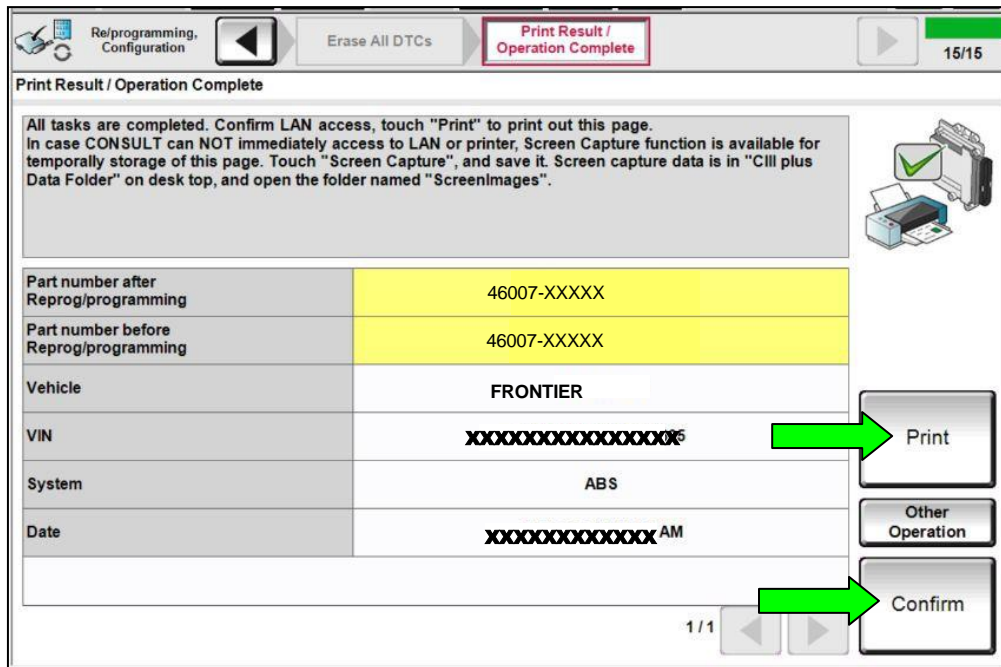 Re/programming,
Configuration
Erase All DTCs
Print Result /
Operation Complete
15/15
Print Result / Operation Complete
All tasks are completed. Confirm LAN access, touch "Print" to print out this page.
In case CONSULT can NOT immediately access to LAN or printer, Screen Capture function is available for
temporally storage of this page. Touch "Screen Capture", and save it. Screen capture data is in "CIII plus
Data Folder" on desk top, and open the folder named "ScreenImages".
Part number after
Reprog/programming
46007-XXXXX
Part number before
Reprog/programming
46007-XXXXX
Vehicle
FRONTIER
VIN
XXXXXXXXXXXXXXXX
System
ABS
Date
XXXXXXXXXXXX AM
Print
Other
Operation
Confirm
1/1